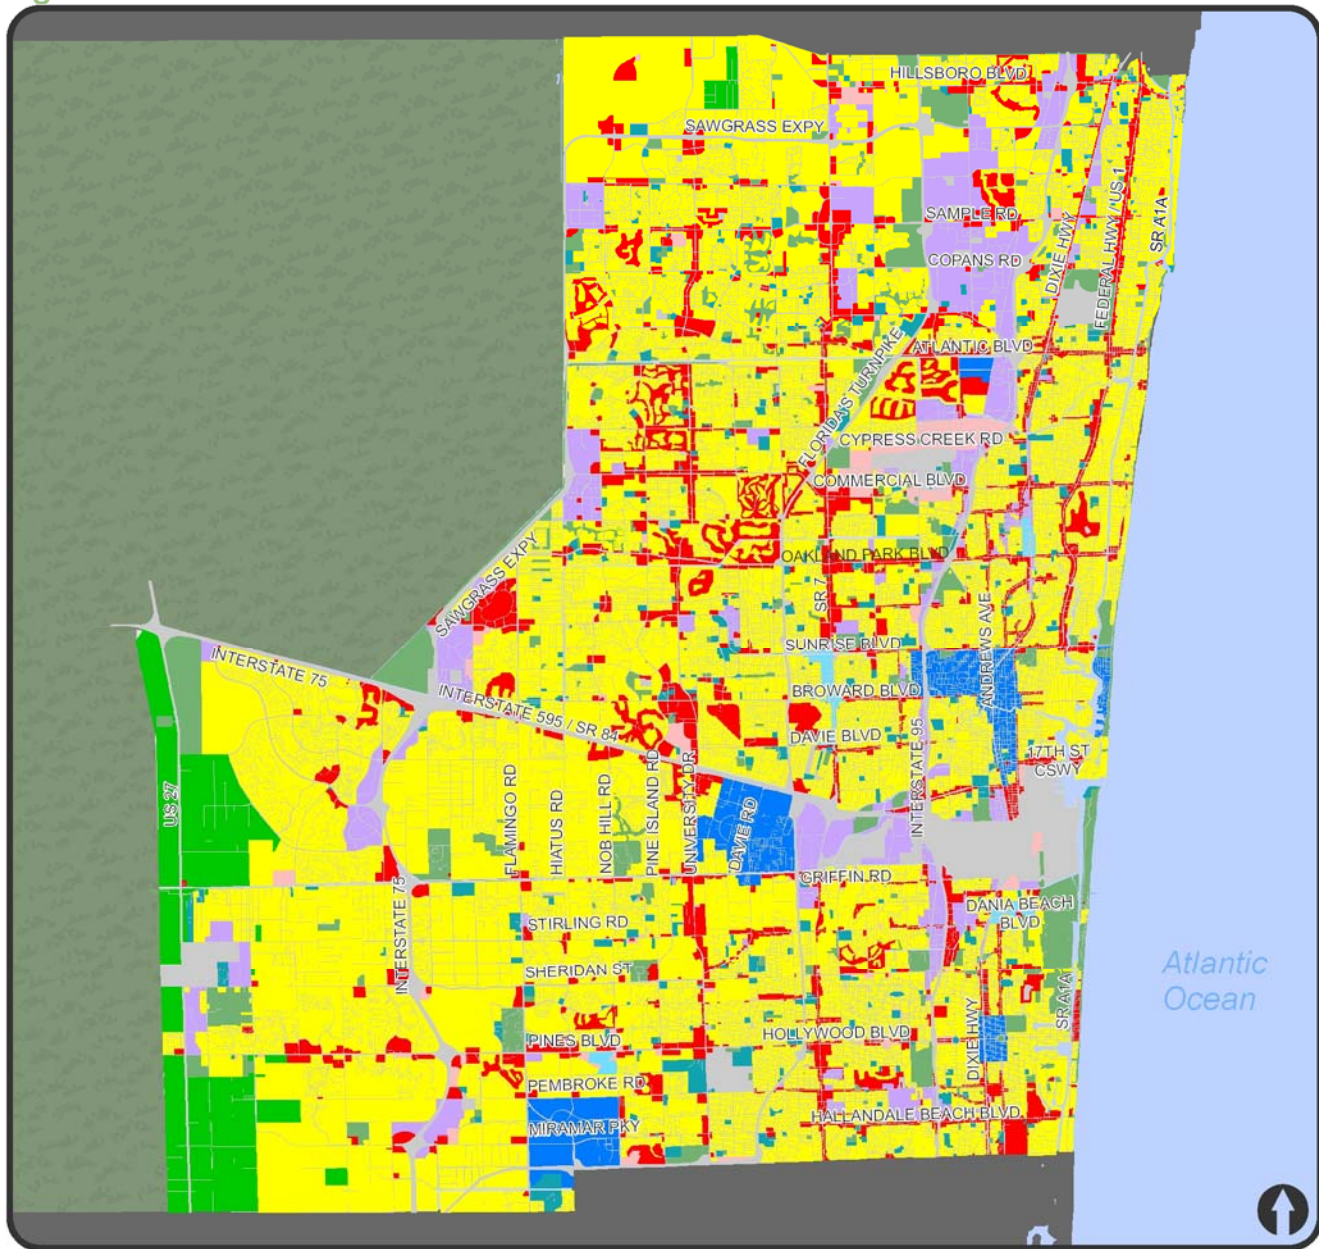 HILLSBORO BLVD
SAWGRASS EXPY
SAMPLE RD
COPANS RD
DIXIE HWY
FEDERAL HWY / US 1
SR A1A
ATLANTIC BLVD
FLORIDA'S TURNPIKE
CYPRESS CREEK RD
COMMERCIAL BLVD
OAKLAND PARK BLVD
SAWGRASS EXPY
SR 7
ANDREWS AVE
SUNRISE BLVD
INTERSTATE 75
INTERSTATE 595 / SR 84
BROWARD BLVD
DAVIE BLVD
INTERSTATE 95
17TH ST
CSWY
US 27
FLAMINGO RD
HIATUS RD
NOB HILL RD
PINE ISLAND RD
UNIVERSITY DR
DAVIE RD
GRIFFIN RD
INTERSTATE 75
STIRLING RD
DANIA BEACH
BLVD
SHERIDAN ST
Atlantic
Ocean
SR A1A
PINES BLVD
HOLLYWOOD BLVD
DIXIE HWY
PEMBROKE RD
HALLANDALE BEACH BLVD
MIRAMAR PKY